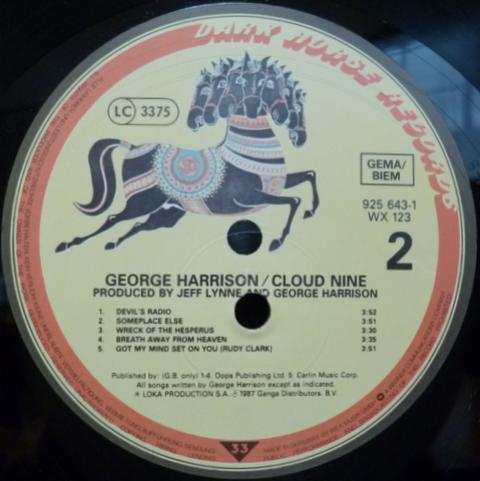 DARK HORSE RECORDS
LC 3375
GEMA/
BIEM
925 643-1
WX 123
2
GEORGE HARRISON/CLOUD NINE
PRODUCED BY JEFF LYNNE AND GEORGE HARRISON
1. DEVIL'S RADIO 3:52
2. SOMEPLACE ELSE 3:51
3. WRECK OF THE HESPERUS 3:30
4. BREATH AWAY FROM HEAVEN 3:35
5. GOT MY MIND SET ON YOU (RUDY CLARK) 3:51
Published by: (G.B. only) 1-4. Oops Publishing Ltd. 5. Carlin Music Corp.
All songs written by George Harrison except as indicated.
℗ LOKA PRODUCTION S.A. © 1987 Ganga Distributors. B.V.
33